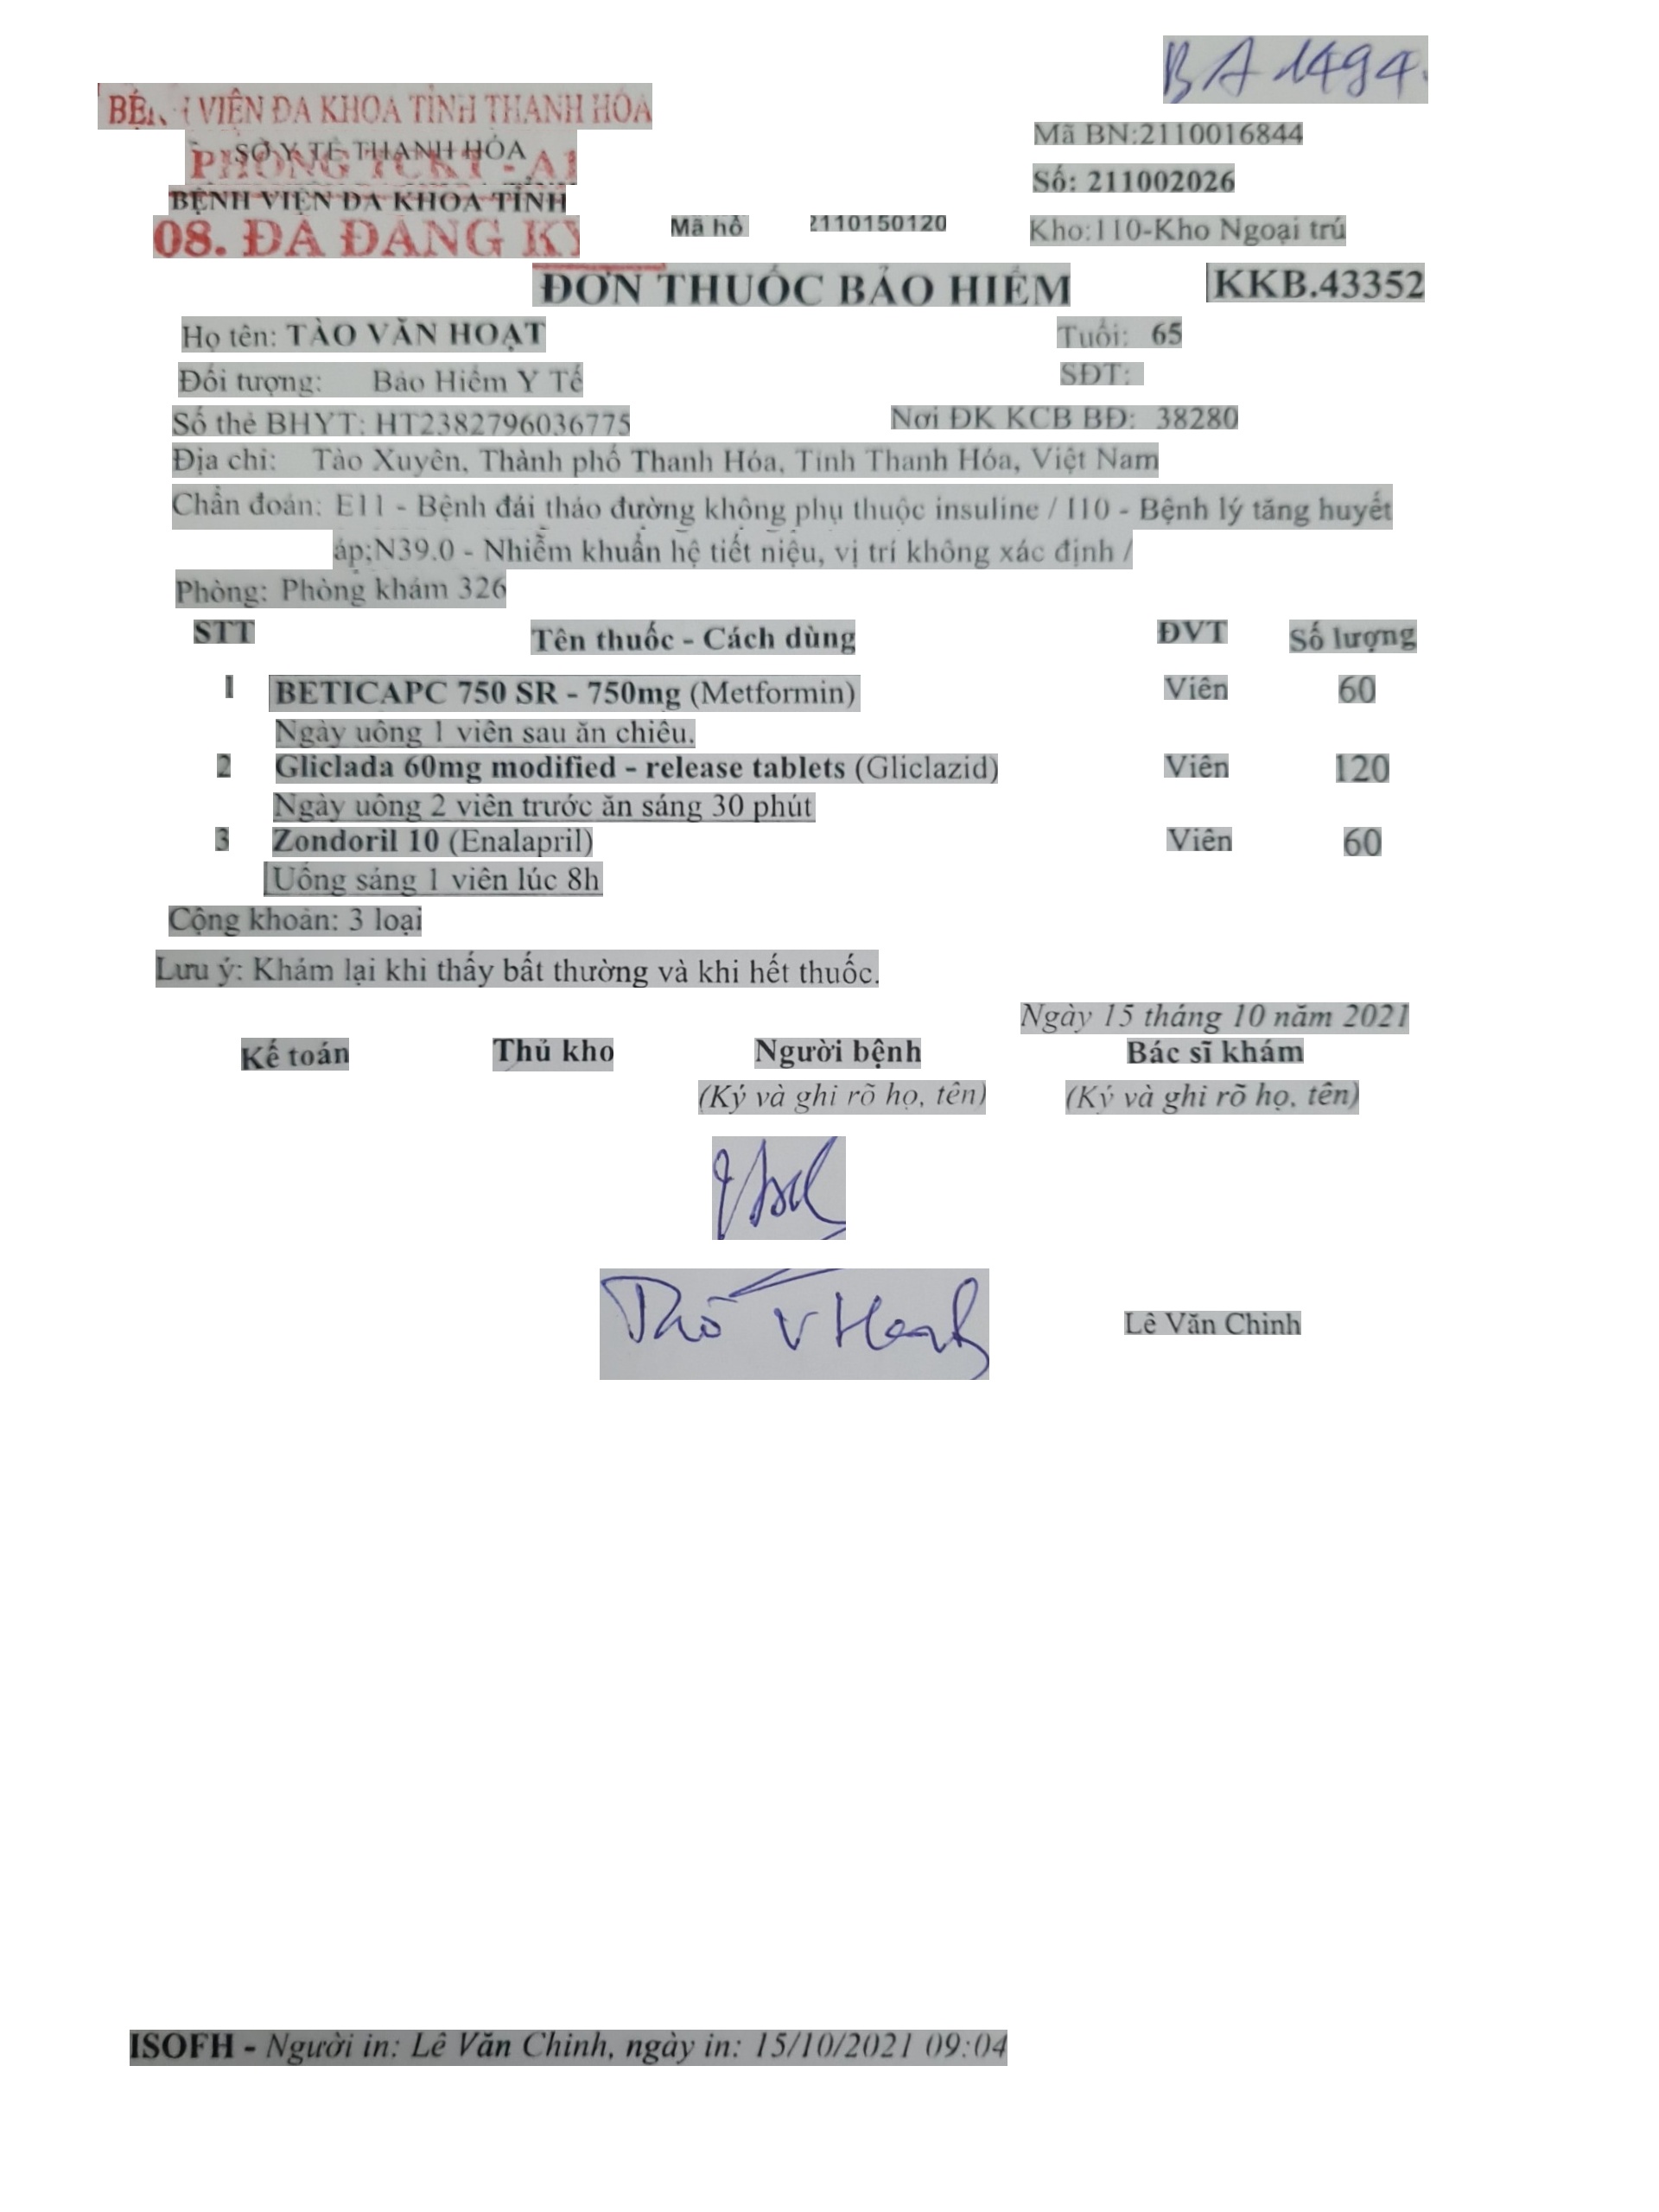 BA 1494.
BỆNH VIỆN ĐA KHOA TỈNH THANH HÓA
Mã BN:2110016844
SỞ Y TẾ THANH HÓA
PHÒNG TCKT - A1
Số: 211002026
BỆNH VIỆN ĐA KHOA TỈNH
08. ĐÃ ĐĂNG KÝ
Mã hồ 2110150120
Kho:110-Kho Ngoại trú
ĐƠN THUỐC BẢO HIỂM
KKB.43352
Họ tên: TÀO VĂN HOẠT Tuổi: 65
Đối tượng: Bảo Hiểm Y Tế SĐT:
Số thẻ BHYT: HT2382796036775 Nơi ĐK KCB BĐ: 38280
Địa chỉ: Tào Xuyên, Thành phố Thanh Hóa, Tỉnh Thanh Hóa, Việt Nam
Chẩn đoán: E11 - Bệnh đái tháo đường không phụ thuộc insuline / I10 - Bệnh lý tăng huyết
áp;N39.0 - Nhiễm khuẩn hệ tiết niệu, vị trí không xác định /
Phòng: Phòng khám 326
STT Tên thuốc - Cách dùng ĐVT Số lượng
1 BETICAPC 750 SR - 750mg (Metformin) Viên 60
Ngày uống 1 viên sau ăn chiều.
2 Gliclada 60mg modified - release tablets (Gliclazid) Viên 120
Ngày uống 2 viên trước ăn sáng 30 phút
3 Zondoril 10 (Enalapril) Viên 60
Uống sáng 1 viên lúc 8h
Cộng khoản: 3 loại
Lưu ý: Khám lại khi thấy bất thường và khi hết thuốc.
Ngày 15 tháng 10 năm 2021
Kế toán Thủ kho Người bệnh Bác sĩ khám
(Ký và ghi rõ họ, tên) (Ký và ghi rõ họ, tên)
Lê Văn Chinh
ISOFH - Người in: Lê Văn Chinh, ngày in: 15/10/2021 09:04